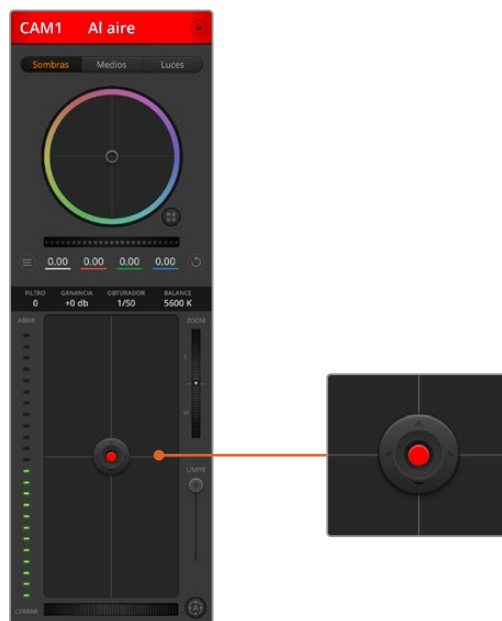 CAM1 Al aire
Sombras Medios Luces
0.00 0.00 0.00 0.00
FILTRO GANANCIA OBTURADOR BALANCE
0 +0 db 1/50 5600 K
ABRIR ZOOM
T
W
LÍMITE
CERRAR